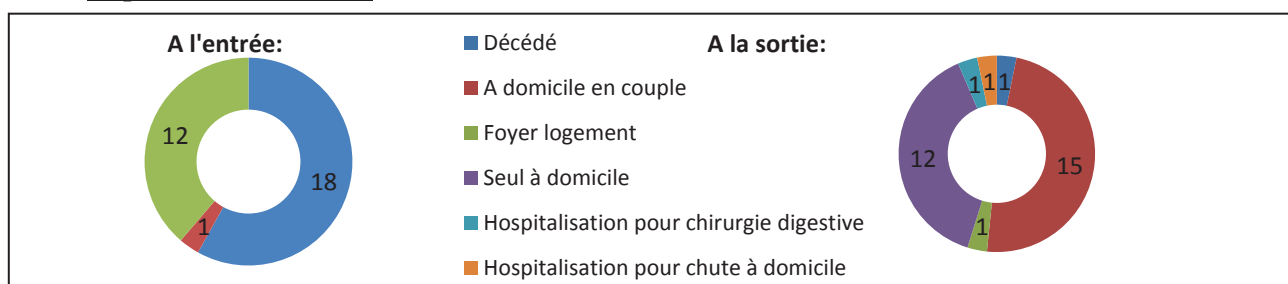 A l'entrée:
12
18
1
Décédé
A domicile en couple
Foyer logement
Seul à domicile
Hospitalisation pour chirurgie digestive
Hospitalisation pour chute à domicile
A la sortie:
1
1
1
12
15
1